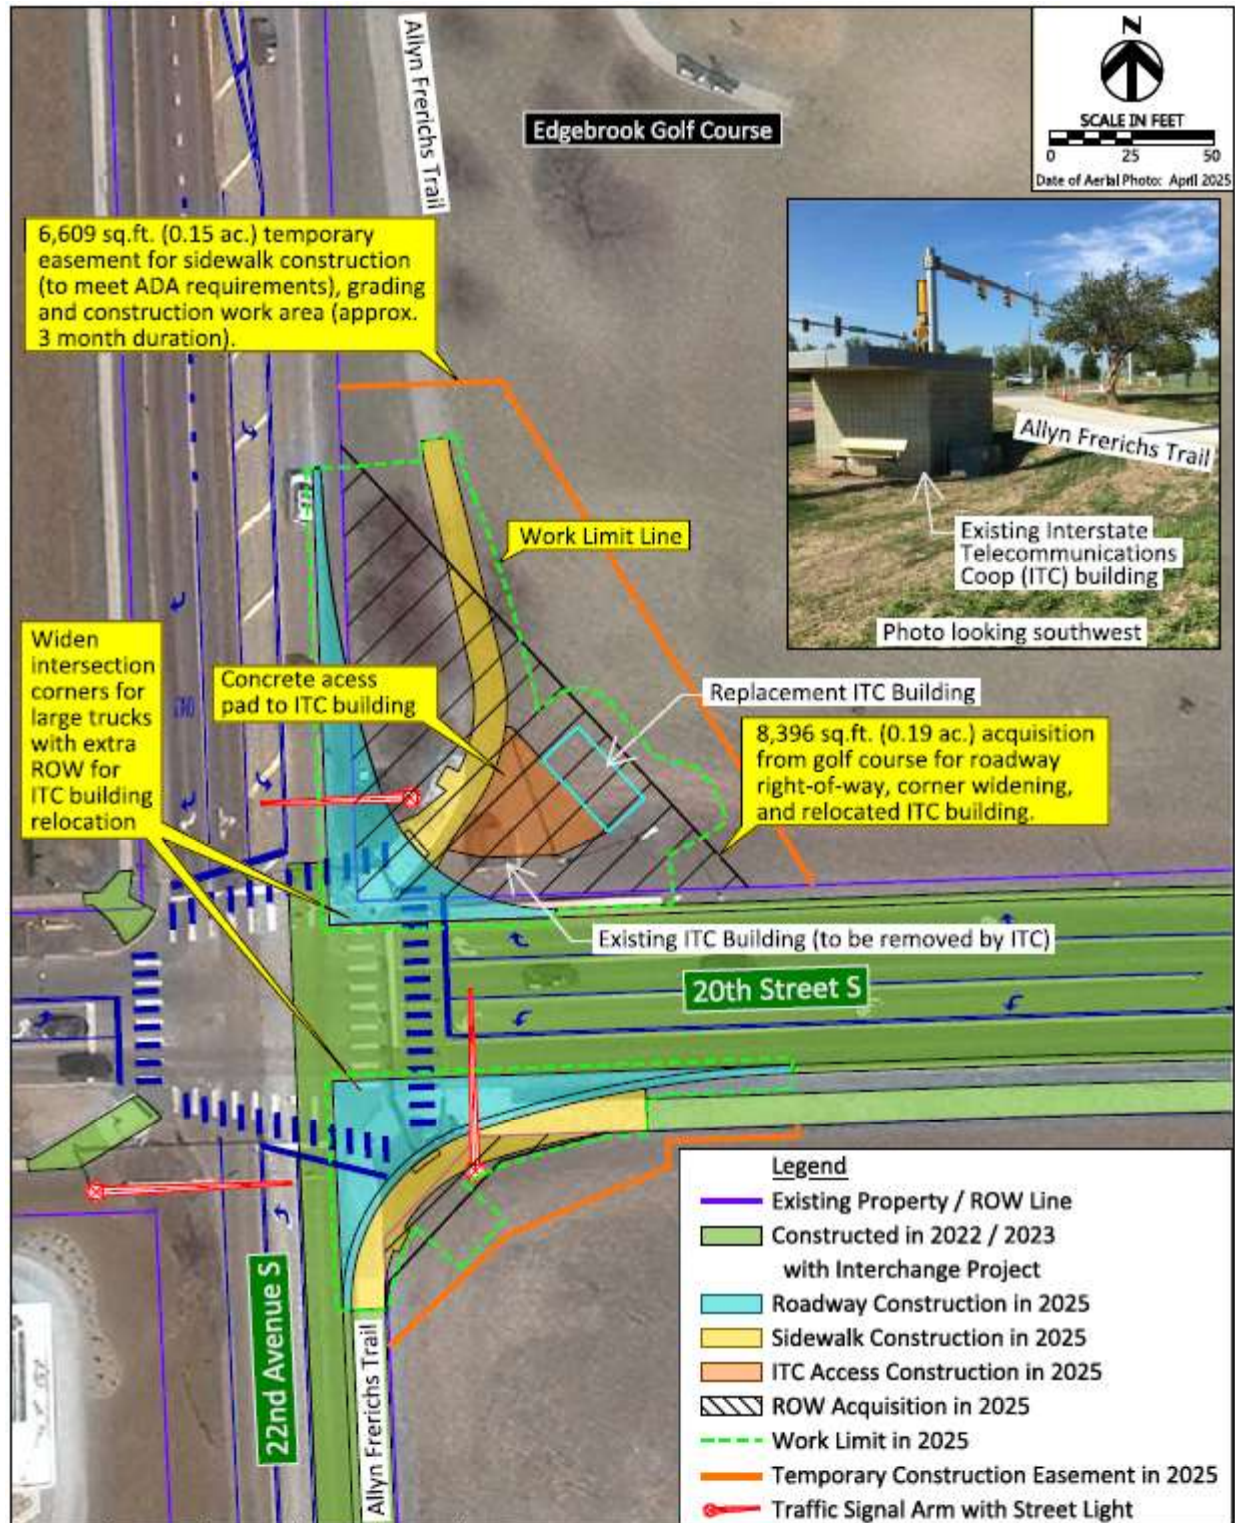 N
SCALE IN FEET
0 25 50
Date of Aerial Photo: April 2025
Allyn Frerichs Trail
Edgebrook Golf Course
6,609 sq.ft. (0.15 ac.) temporary
easement for sidewalk construction
(to meet ADA requirements), grading
and construction work area (approx.
3 month duration).
Allyn Frerichs Trail
Existing Interstate
Telecommunications
Coop (ITC) building
Photo looking southwest
Work Limit Line
Widen
intersection
corners for
large trucks
with extra
ROW for
ITC building
relocation
Concrete acess
pad to ITC building
Replacement ITC Building
8,396 sq.ft. (0.19 ac.) acquisition
from golf course for roadway
right-of-way, corner widening,
and relocated ITC building.
Existing ITC Building (to be removed by ITC)
20th Street S
22nd Avenue S
Allyn Frerichs Trail
Legend
Existing Property / ROW Line
Constructed in 2022 / 2023
with Interchange Project
Roadway Construction in 2025
Sidewalk Construction in 2025
ITC Access Construction in 2025
ROW Acquisition in 2025
Work Limit in 2025
Temporary Construction Easement in 2025
Traffic Signal Arm with Street Light